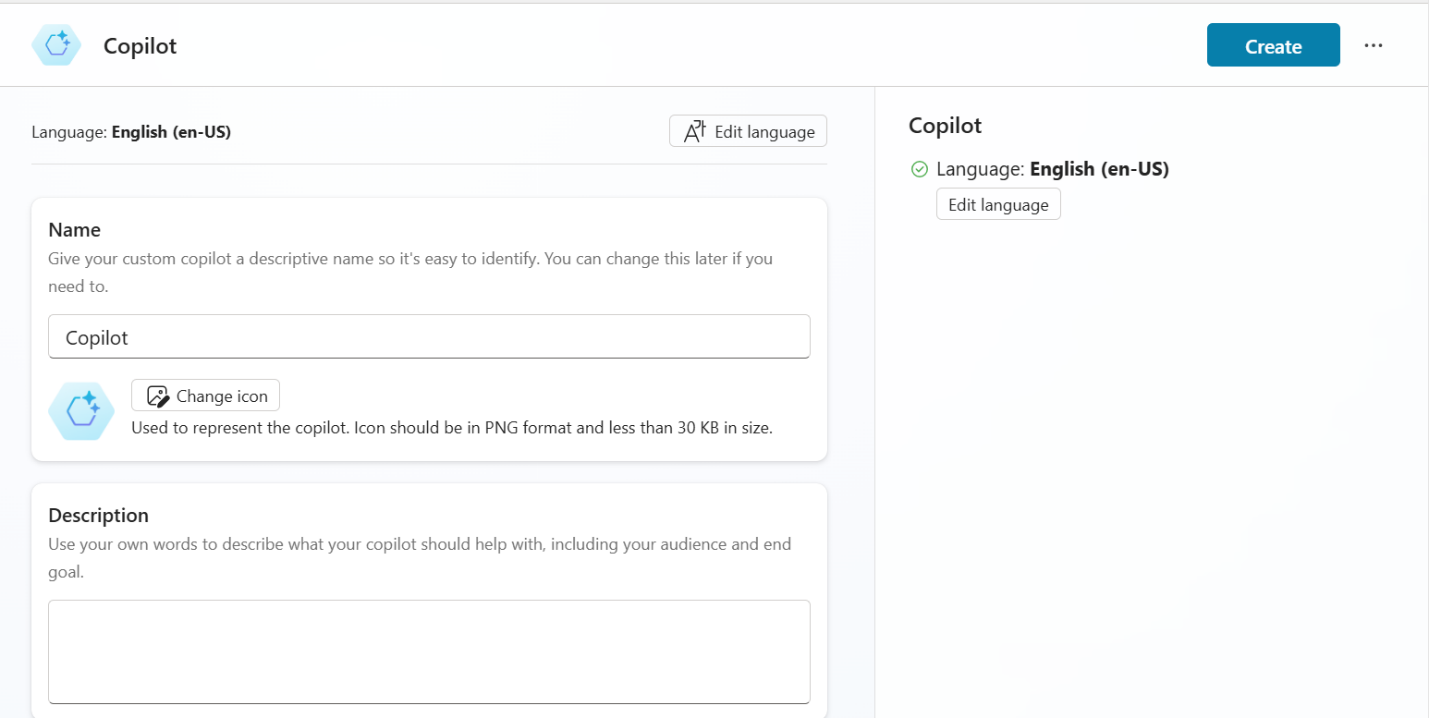 Copilot
Create
Language: English (en-US)
Edit language
Name
Give your custom copilot a descriptive name so it's easy to identify. You can change this later if you
need to.
Copilot
Change icon
Used to represent the copilot. Icon should be in PNG format and less than 30 KB in size.
Description
Use your own words to describe what your copilot should help with, including your audience and end
goal.
Copilot
Language: English (en-US)
Edit language